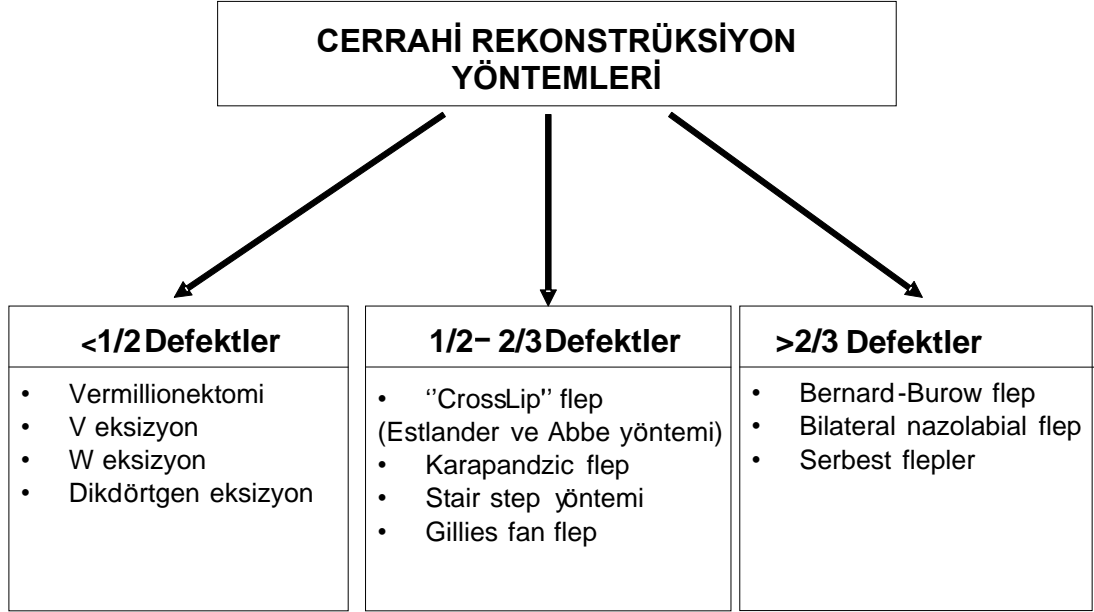 CERRAHİ REKONSTRÜKSİYON
YÖNTEMLERİ
<1/2 Defektler
• Vermillionektomi
• V eksizyon
• W eksizyon
• Dikdörtgen eksizyon
1/2– 2/3 Defektler
• ‘’CrossLip’’ flep
(Estlander ve Abbe yöntemi)
• Karapandzic flep
• Stair step yöntemi
• Gillies fan flep
>2/3 Defektler
• Bernard-Burow flep
• Bilateral nazolabial flep
• Serbest flepler